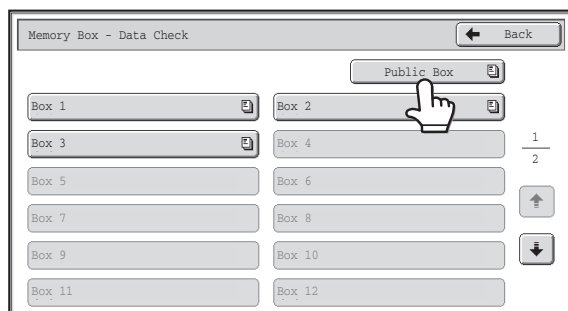 Memory Box - Data Check Back
Public Box
Box 1 Box 2
Box 3 Box 4
1
2
Box 5 Box 6
Box 7 Box 8
Box 9 Box 10
Box 11 Box 12